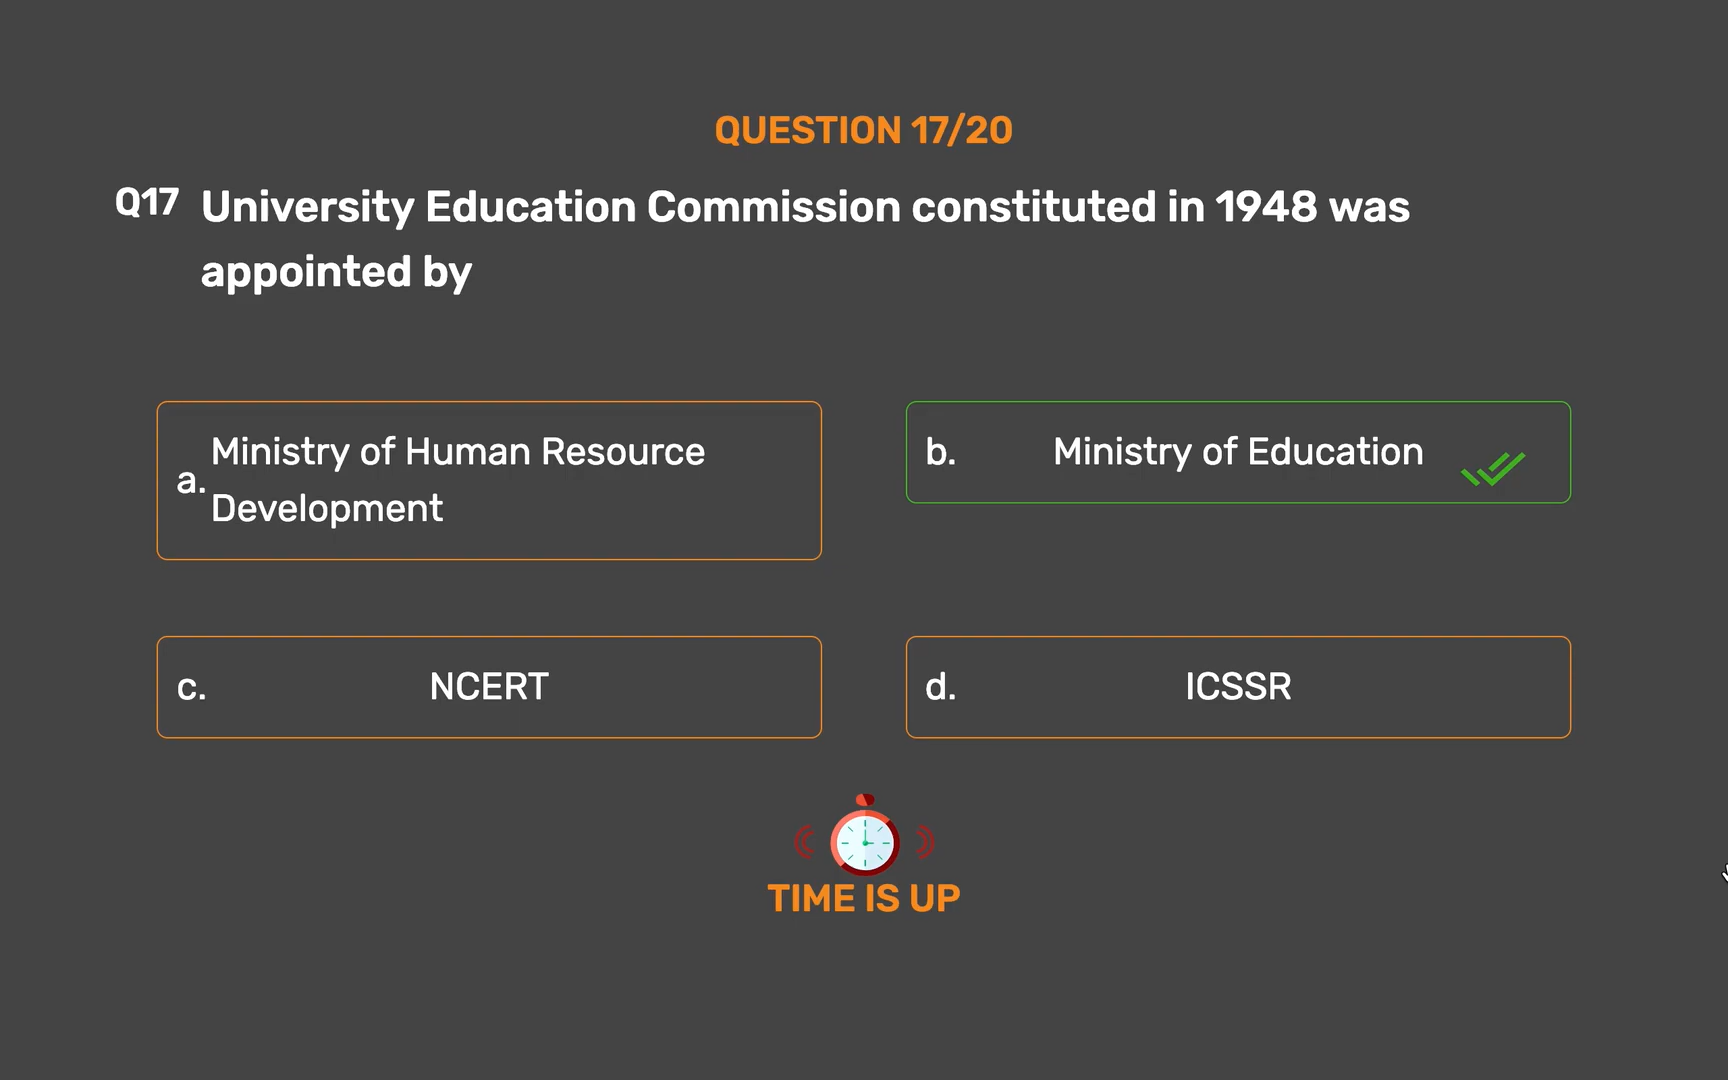 QUESTION 17/20
Q17 University Education Commission constituted in 1948 was
appointed by
a. Ministry of Human Resource
Development
b. Ministry of Education
c. NCERT
d. ICSSR
TIME IS UP